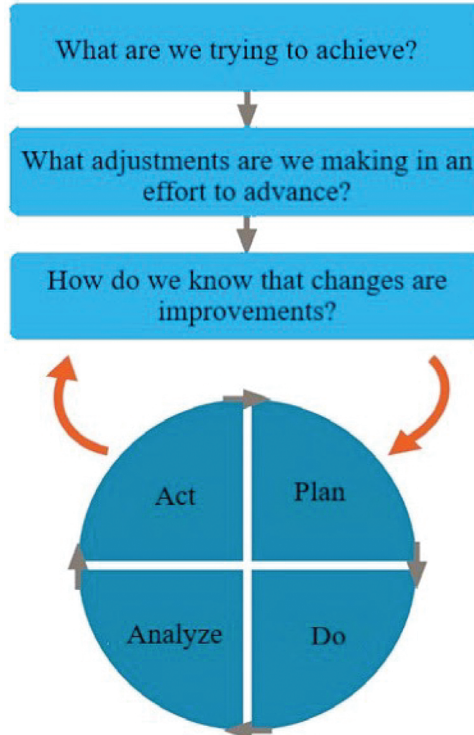 What are we trying to achieve?
What adjustments are we making in an
effort to advance?
How do we know that changes are
improvements?
Act
Plan
Analyze
Do